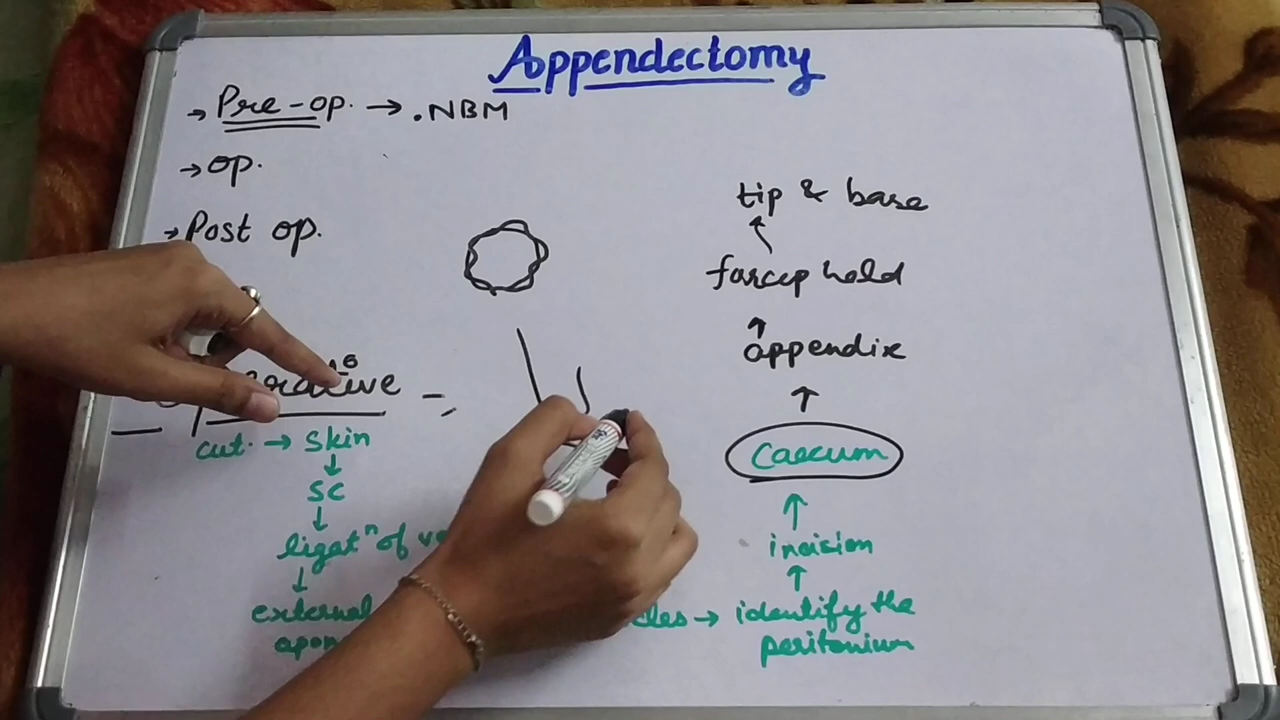 Appendectomy
→ Pre-op. → .NBM
→ op.
→ Post op.
tip & base
forcep hold
appendix
cut. → skin
SC
ligatⁿ of
external
Caecum
incision
→ identify the
peritonium